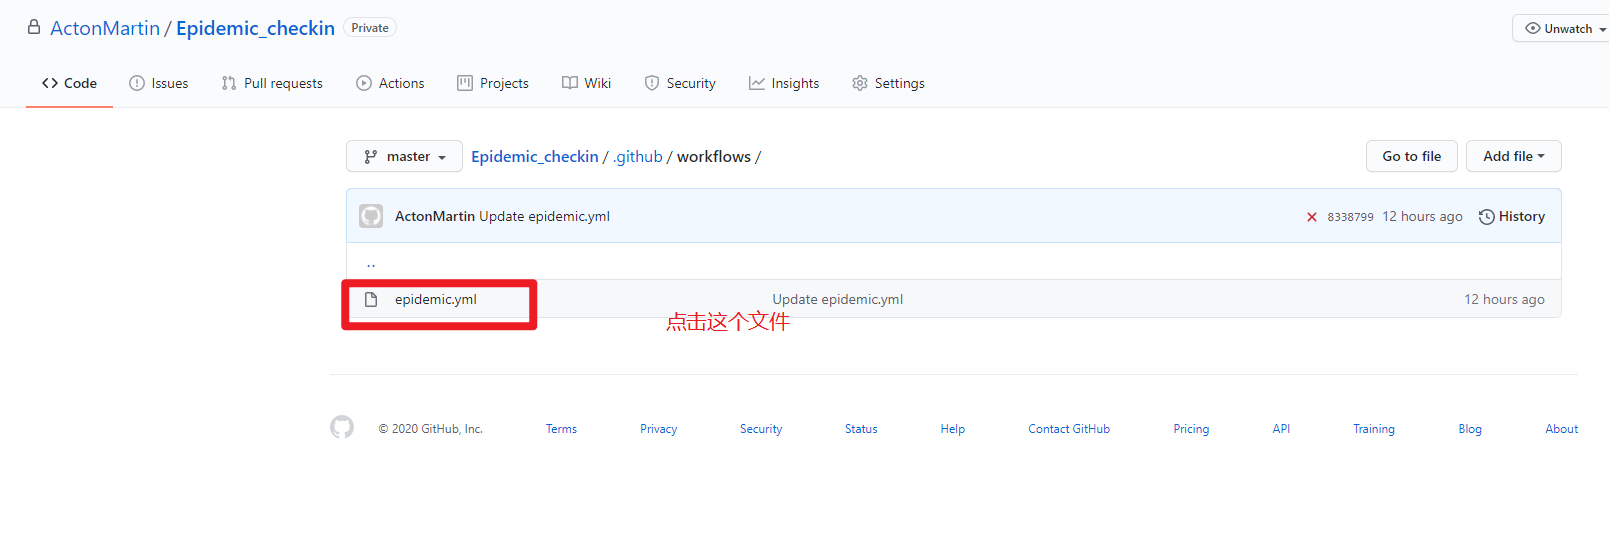 ActonMartin / Epidemic_checkin Private
Unwatch
Code Issues Pull requests Actions Projects Wiki Security Insights Settings
master Epidemic_checkin / .github / workflows / Go to file Add file
ActonMartin Update epidemic.yml 8338799 12 hours ago History
..
epidemic.yml Update epidemic.yml 12 hours ago
点击这个文件
© 2020 GitHub, Inc. Terms Privacy Security Status Help Contact GitHub Pricing API Training Blog About